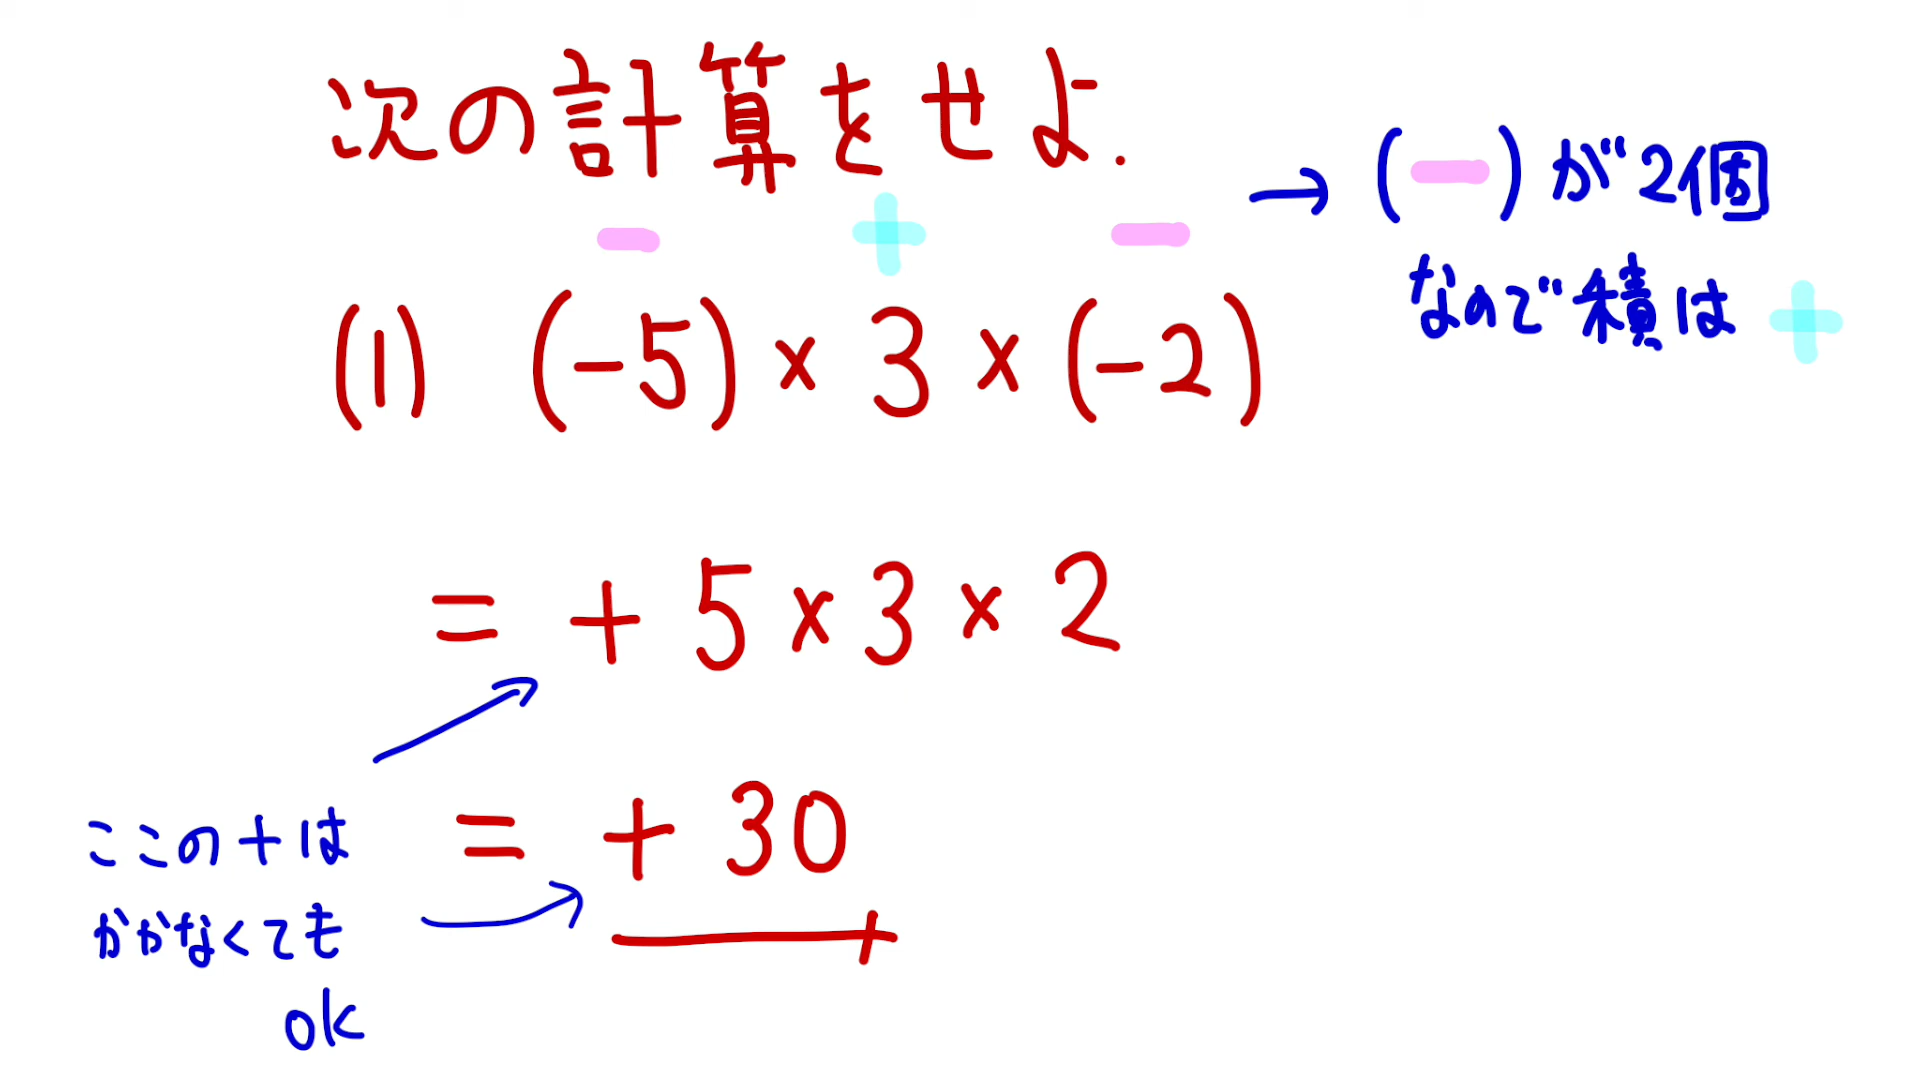 次の計算をせよ.
− + −
→ (−) が2個
なので積は +
(1) (-5) × 3 × (-2)
= + 5 × 3 × 2
= + 30
ここの+は
かかなくても
ok